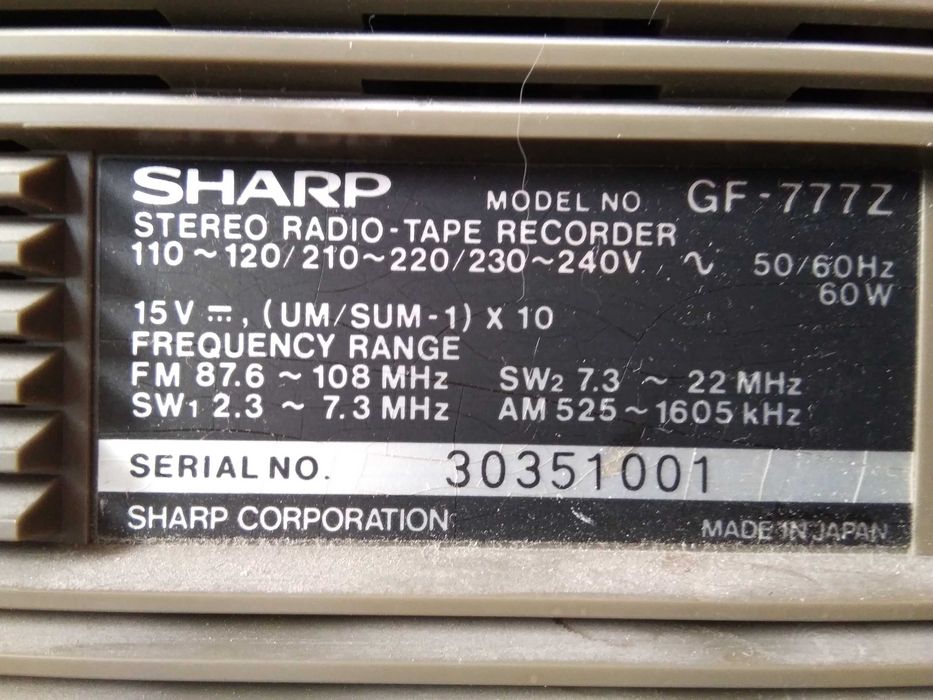 SHARP MODEL NO. GF-777Z
STEREO RADIO-TAPE RECORDER
110~120/210~220/230~240V ∿ 50/60Hz
60W
15V ⎓, (UM/SUM-1) X 10
FREQUENCY RANGE
FM 87.6 ~ 108 MHz SW2 7.3 ~ 22 MHz
SW1 2.3 ~ 7.3 MHz AM 525~1605 kHz
SERIAL NO. 30351001
SHARP CORPORATION MADE IN JAPAN